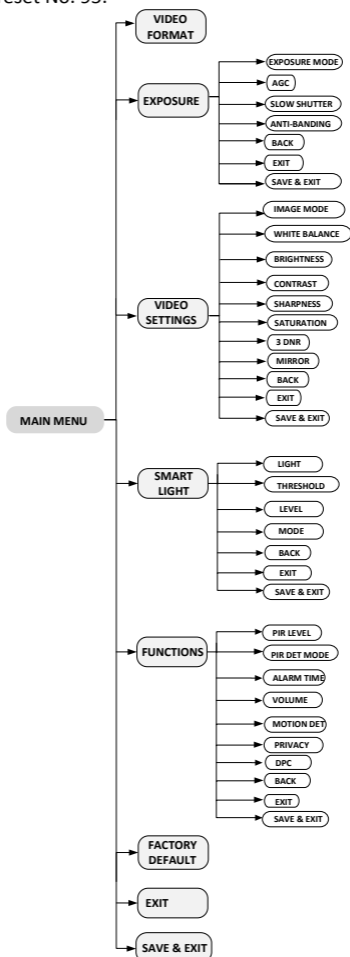 reset No. 95.
VIDEO
FORMAT
EXPOSURE
EXPOSURE MODE
AGC
SLOW SHUTTER
ANTI-BANDING
BACK
EXIT
SAVE & EXIT
VIDEO
SETTINGS
IMAGE MODE
WHITE BALANCE
BRIGHTNESS
CONTRAST
SHARPNESS
SATURATION
3 DNR
MIRROR
BACK
EXIT
SAVE & EXIT
MAIN MENU
SMART
LIGHT
LIGHT
THRESHOLD
LEVEL
MODE
BACK
EXIT
SAVE & EXIT
FUNCTIONS
PIR LEVEL
PIR DET MODE
ALARM TIME
VOLUME
MOTION DET
PRIVACY
DPC
BACK
EXIT
SAVE & EXIT
FACTORY
DEFAULT
EXIT
SAVE & EXIT